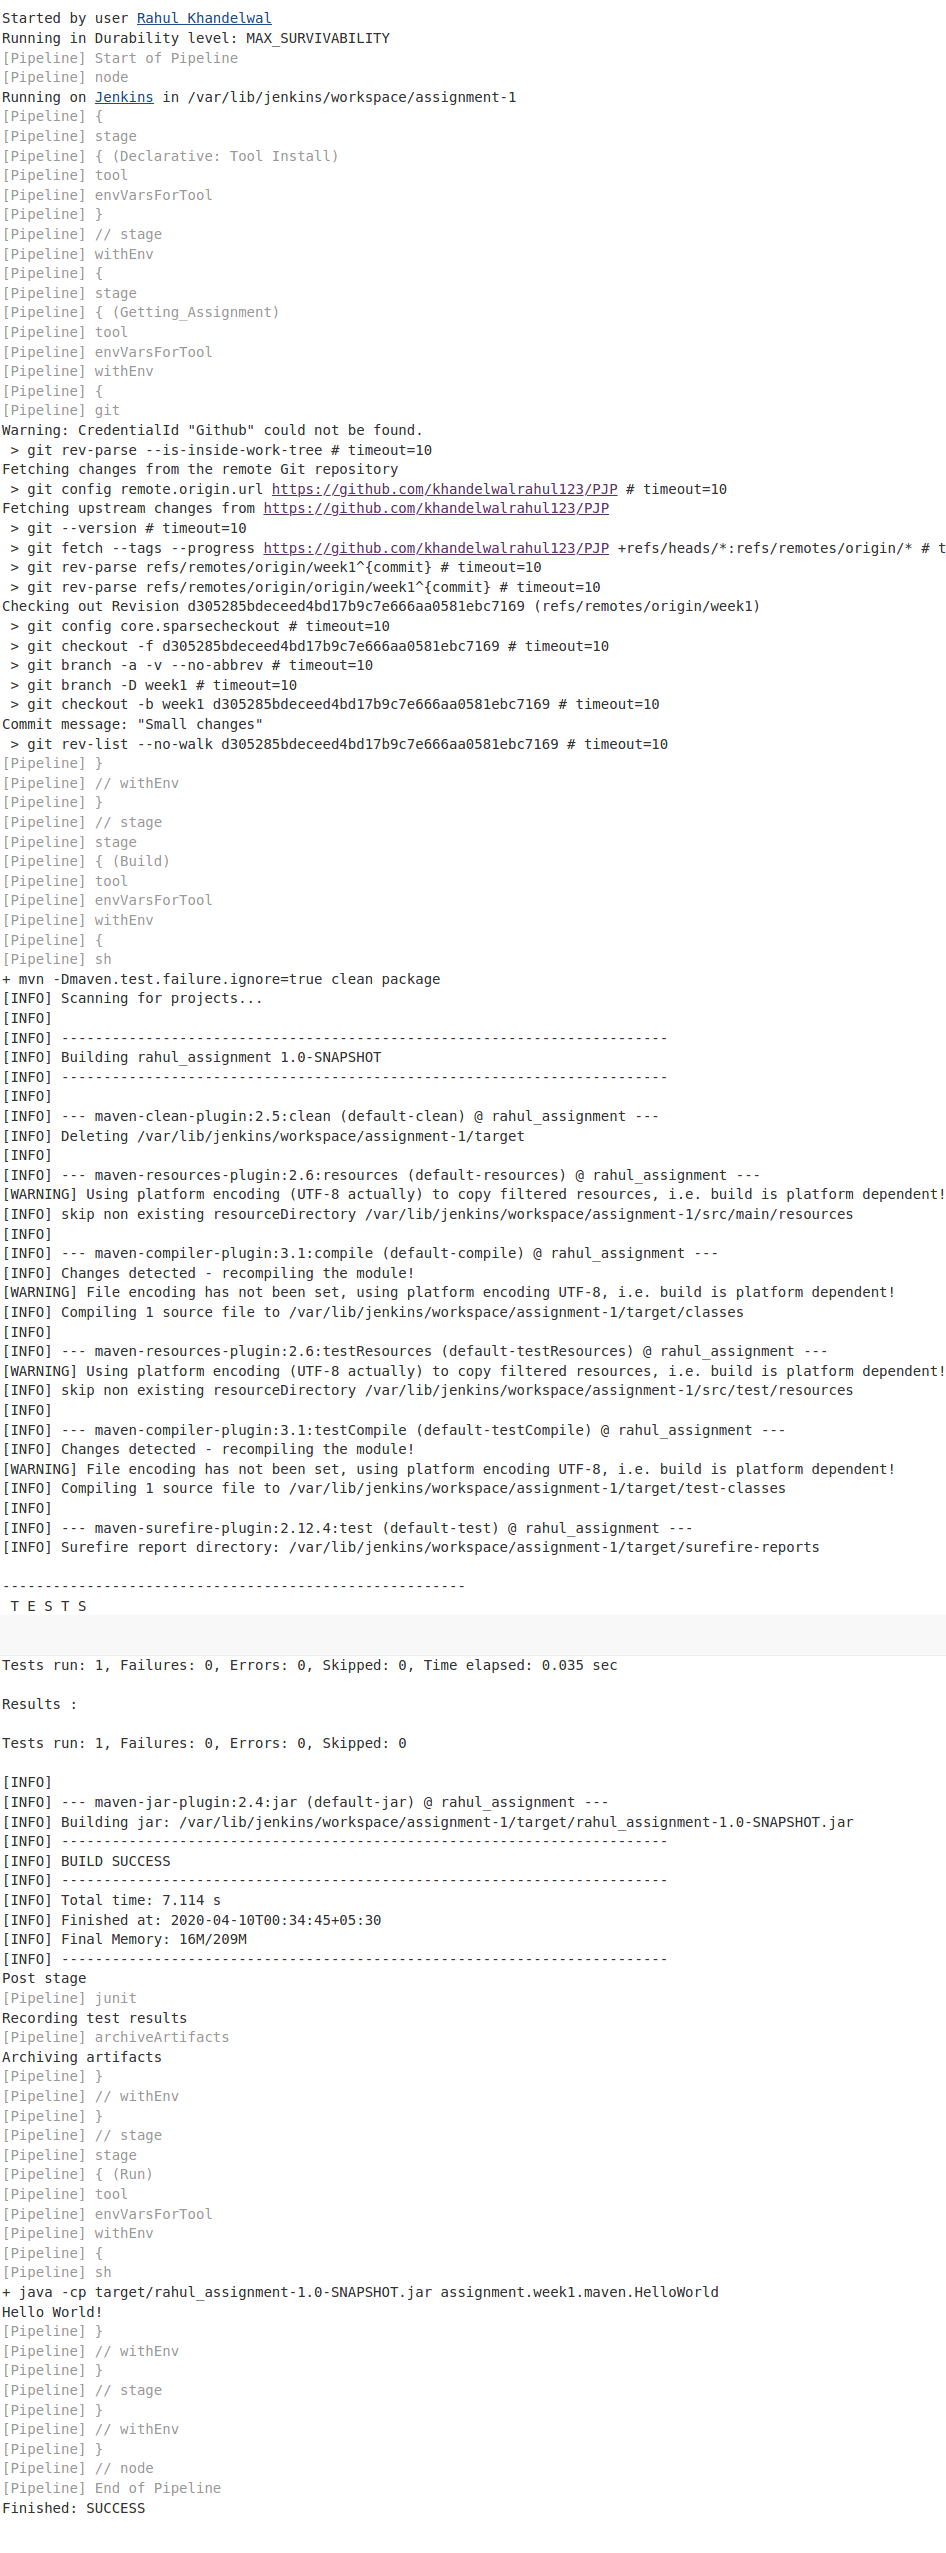 Started by user Rahul Khandelwal
Running in Durability level: MAX_SURVIVABILITY
[Pipeline] Start of Pipeline
[Pipeline] node
Running on Jenkins in /var/lib/jenkins/workspace/assignment-1
[Pipeline] {
[Pipeline] stage
[Pipeline] { (Declarative: Tool Install)
[Pipeline] tool
[Pipeline] envVarsForTool
[Pipeline] }
[Pipeline] // stage
[Pipeline] withEnv
[Pipeline] {
[Pipeline] stage
[Pipeline] { (Getting_Assignment)
[Pipeline] tool
[Pipeline] envVarsForTool
[Pipeline] withEnv
[Pipeline] {
[Pipeline] git
Warning: CredentialId "Github" could not be found.
 > git rev-parse --is-inside-work-tree # timeout=10
Fetching changes from the remote Git repository
 > git config remote.origin.url https://github.com/khandelwalrahul123/PJP # timeout=10
Fetching upstream changes from https://github.com/khandelwalrahul123/PJP
 > git --version # timeout=10
 > git fetch --tags --progress https://github.com/khandelwalrahul123/PJP +refs/heads/*:refs/remotes/origin/* # t
 > git rev-parse refs/remotes/origin/week1^{commit} # timeout=10
 > git rev-parse refs/remotes/origin/origin/week1^{commit} # timeout=10
Checking out Revision d305285bdeceed4bd17b9c7e666aa0581ebc7169 (refs/remotes/origin/week1)
 > git config core.sparsecheckout # timeout=10
 > git checkout -f d305285bdeceed4bd17b9c7e666aa0581ebc7169 # timeout=10
 > git branch -a -v --no-abbrev # timeout=10
 > git branch -D week1 # timeout=10
 > git checkout -b week1 d305285bdeceed4bd17b9c7e666aa0581ebc7169 # timeout=10
Commit message: "Small changes"
 > git rev-list --no-walk d305285bdeceed4bd17b9c7e666aa0581ebc7169 # timeout=10
[Pipeline] }
[Pipeline] // withEnv
[Pipeline] }
[Pipeline] // stage
[Pipeline] stage
[Pipeline] { (Build)
[Pipeline] tool
[Pipeline] envVarsForTool
[Pipeline] withEnv
[Pipeline] {
[Pipeline] sh
+ mvn -Dmaven.test.failure.ignore=true clean package
[INFO] Scanning for projects...
[INFO]
[INFO] ------------------------------------------------------------------------
[INFO] Building rahul_assignment 1.0-SNAPSHOT
[INFO] ------------------------------------------------------------------------
[INFO]
[INFO] --- maven-clean-plugin:2.5:clean (default-clean) @ rahul_assignment ---
[INFO] Deleting /var/lib/jenkins/workspace/assignment-1/target
[INFO]
[INFO] --- maven-resources-plugin:2.6:resources (default-resources) @ rahul_assignment ---
[WARNING] Using platform encoding (UTF-8 actually) to copy filtered resources, i.e. build is platform dependent!
[INFO] skip non existing resourceDirectory /var/lib/jenkins/workspace/assignment-1/src/main/resources
[INFO]
[INFO] --- maven-compiler-plugin:3.1:compile (default-compile) @ rahul_assignment ---
[INFO] Changes detected - recompiling the module!
[WARNING] File encoding has not been set, using platform encoding UTF-8, i.e. build is platform dependent!
[INFO] Compiling 1 source file to /var/lib/jenkins/workspace/assignment-1/target/classes
[INFO]
[INFO] --- maven-resources-plugin:2.6:testResources (default-testResources) @ rahul_assignment ---
[WARNING] Using platform encoding (UTF-8 actually) to copy filtered resources, i.e. build is platform dependent!
[INFO] skip non existing resourceDirectory /var/lib/jenkins/workspace/assignment-1/src/test/resources
[INFO]
[INFO] --- maven-compiler-plugin:3.1:testCompile (default-testCompile) @ rahul_assignment ---
[INFO] Changes detected - recompiling the module!
[WARNING] File encoding has not been set, using platform encoding UTF-8, i.e. build is platform dependent!
[INFO] Compiling 1 source file to /var/lib/jenkins/workspace/assignment-1/target/test-classes
[INFO]
[INFO] --- maven-surefire-plugin:2.12.4:test (default-test) @ rahul_assignment ---
[INFO] Surefire report directory: /var/lib/jenkins/workspace/assignment-1/target/surefire-reports

-------------------------------------------------------
 T E S T S
Tests run: 1, Failures: 0, Errors: 0, Skipped: 0, Time elapsed: 0.035 sec

Results :

Tests run: 1, Failures: 0, Errors: 0, Skipped: 0

[INFO]
[INFO] --- maven-jar-plugin:2.4:jar (default-jar) @ rahul_assignment ---
[INFO] Building jar: /var/lib/jenkins/workspace/assignment-1/target/rahul_assignment-1.0-SNAPSHOT.jar
[INFO] ------------------------------------------------------------------------
[INFO] BUILD SUCCESS
[INFO] ------------------------------------------------------------------------
[INFO] Total time: 7.114 s
[INFO] Finished at: 2020-04-10T00:34:45+05:30
[INFO] Final Memory: 16M/209M
[INFO] ------------------------------------------------------------------------
Post stage
[Pipeline] junit
Recording test results
[Pipeline] archiveArtifacts
Archiving artifacts
[Pipeline] }
[Pipeline] // withEnv
[Pipeline] }
[Pipeline] // stage
[Pipeline] stage
[Pipeline] { (Run)
[Pipeline] tool
[Pipeline] envVarsForTool
[Pipeline] withEnv
[Pipeline] {
[Pipeline] sh
+ java -cp target/rahul_assignment-1.0-SNAPSHOT.jar assignment.week1.maven.HelloWorld
Hello World!
[Pipeline] }
[Pipeline] // withEnv
[Pipeline] }
[Pipeline] // stage
[Pipeline] }
[Pipeline] // withEnv
[Pipeline] }
[Pipeline] // node
[Pipeline] End of Pipeline
Finished: SUCCESS